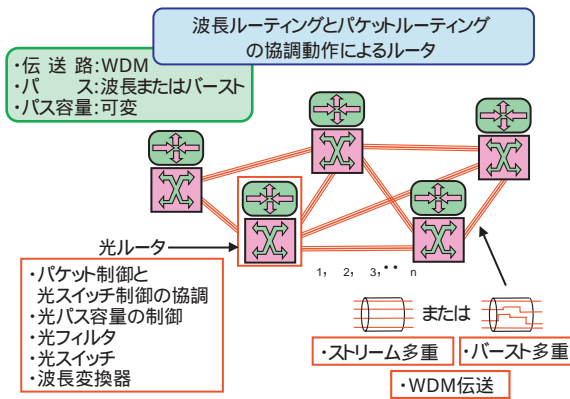 波長ルーティングとパケットルーティング
の協調動作によるルータ
・伝 送 路:WDM
・パ　　ス:波長またはバースト
・パス容量:可変
光ルータ
・パケット制御と
光スイッチ制御の協調
・光パス容量の制御
・光フィルタ
・光スイッチ
・波長変換器
1, 2, 3,・・ n
または
・ストリーム多重
・バースト多重
・WDM伝送